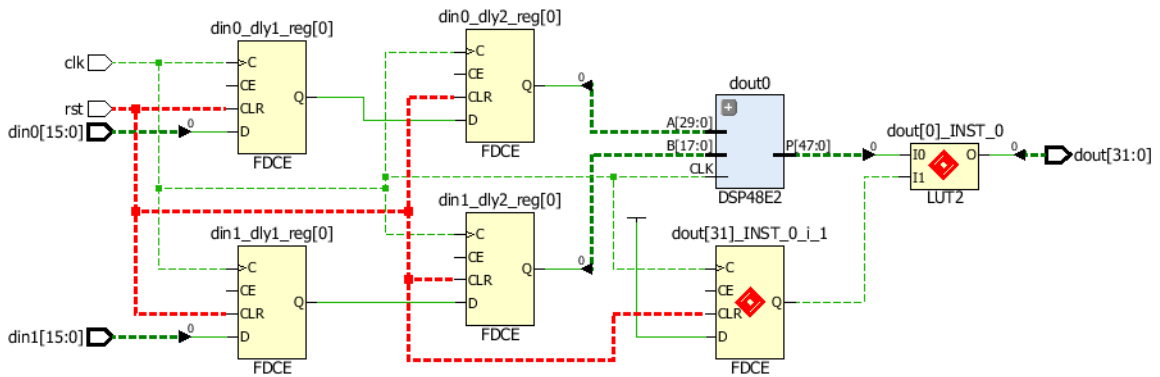 din0_dly1_reg[0]
din0_dly2_reg[0]
clk
C
CE
CLR
D
Q
FDCE
rst
din0[15:0]
0
C
CE
CLR
D
Q
FDCE
0
dout0
+
A[29:0]
B[17:0]
CLK
P[47:0]
DSP48E2
0
dout[0]_INST_0
I0
I1
O
LUT2
0
dout[31:0]
din1_dly1_reg[0]
din1_dly2_reg[0]
C
CE
CLR
D
Q
FDCE
din1[15:0]
0
C
CE
CLR
D
Q
FDCE
0
dout[31]_INST_0_i_1
C
CE
CLR
D
Q
FDCE